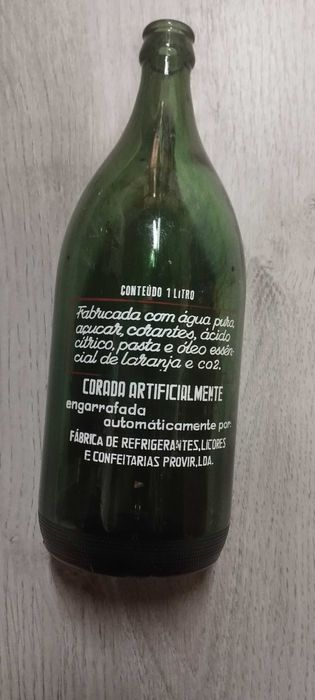 CONTEÚDO 1 LITRO
Fabricada com água pura,
açucar, corantes, ácido
cítrico, pasta e óleo essên-
cial de laranja e co2.
CORADA ARTIFICIALMENTE
engarrafada
automáticamente por:
FÁBRICA DE REFRIGERANTES, LICORES
E CONFEITARIAS PROVIR, LDA.